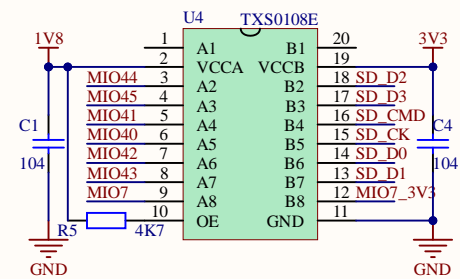 U4 TXS0108E
1V8 3V3
1 A1 B1 20
2 VCCA VCCB 19
MIO44 3 A2 B2 18 SD_D2
MIO45 4 A3 B3 17 SD_D3
MIO41 5 A4 B4 16 SD_CMD
C1 MIO40 6 A5 B5 15 SD_CK C4
104 MIO42 7 A6 B6 14 SD_D0 104
MIO43 8 A7 B7 13 SD_D1
MIO7 9 A8 B8 12 MIO7_3V3
10 OE GND 11
R5 4K7
GND GND